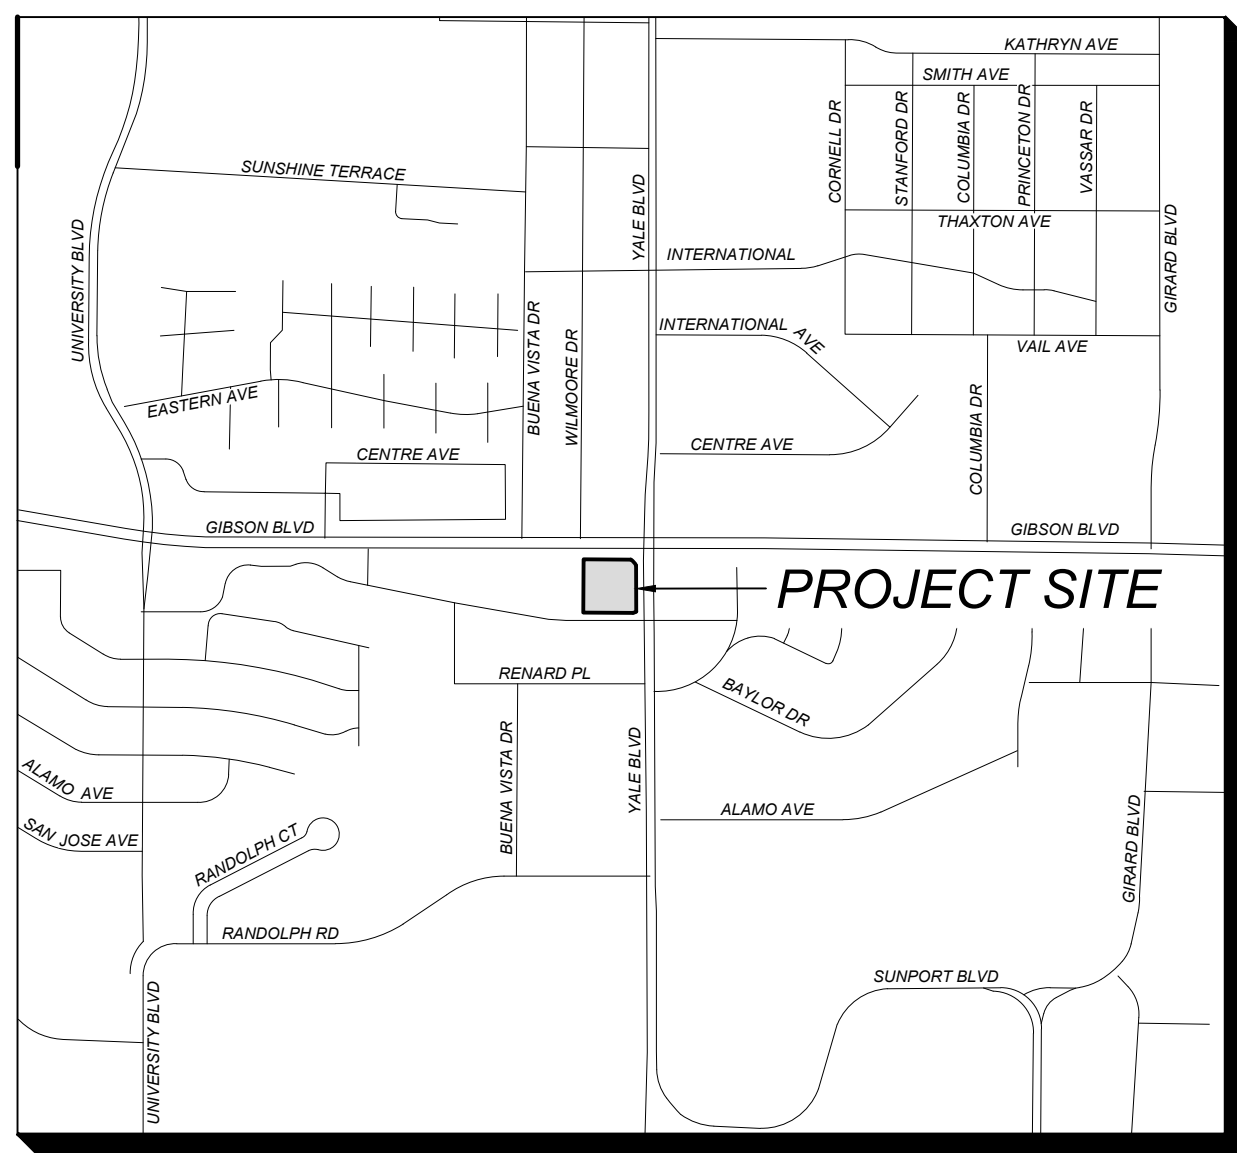 KATHRYN AVE
SMITH AVE
CORNELL DR
STANFORD DR
COLUMBIA DR
PRINCETON DR
VASSAR DR
SUNSHINE TERRACE
YALE BLVD
THAXTON AVE
GIRARD BLVD
UNIVERSITY BLVD
INTERNATIONAL
INTERNATIONAL AVE
VAIL AVE
BUENA VISTA DR
WILMOORE DR
EASTERN AVE
COLUMBIA DR
CENTRE AVE
CENTRE AVE
GIBSON BLVD
GIBSON BLVD
PROJECT SITE
RENARD PL
BAYLOR DR
BUENA VISTA DR
YALE BLVD
ALAMO AVE
ALAMO AVE
SAN JOSE AVE
RANDOLPH CT
GIRARD BLVD
RANDOLPH RD
SUNPORT BLVD
UNIVERSITY BLVD